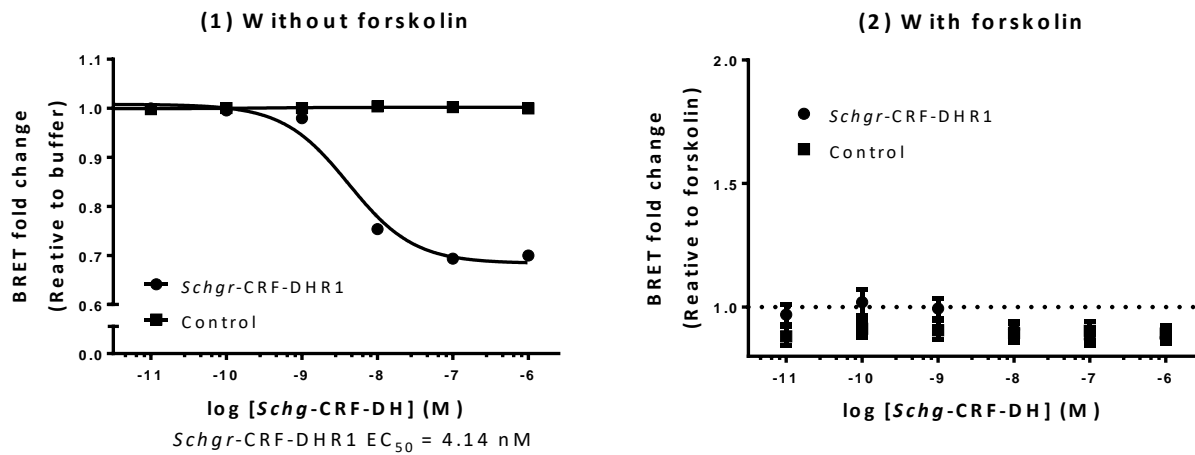 (1) Without forskolin
BRET fold change
(Reative to buffer)
1.1
1.0
0.9
0.8
0.7
0.6
0.0
Schgr-CRF-DHR1
Control
-11 -10 -9 -8 -7 -6
log [Schg-CRF-DH] (M)
Schgr-CRF-DHR1 EC50 = 4.14 nM
(2) With forskolin
BRET fold change
(Reative to forskolin)
2.0
1.5
1.0
Schgr-CRF-DHR1
Control
-11 -10 -9 -8 -7 -6
log [Schg-CRF-DH] (M)